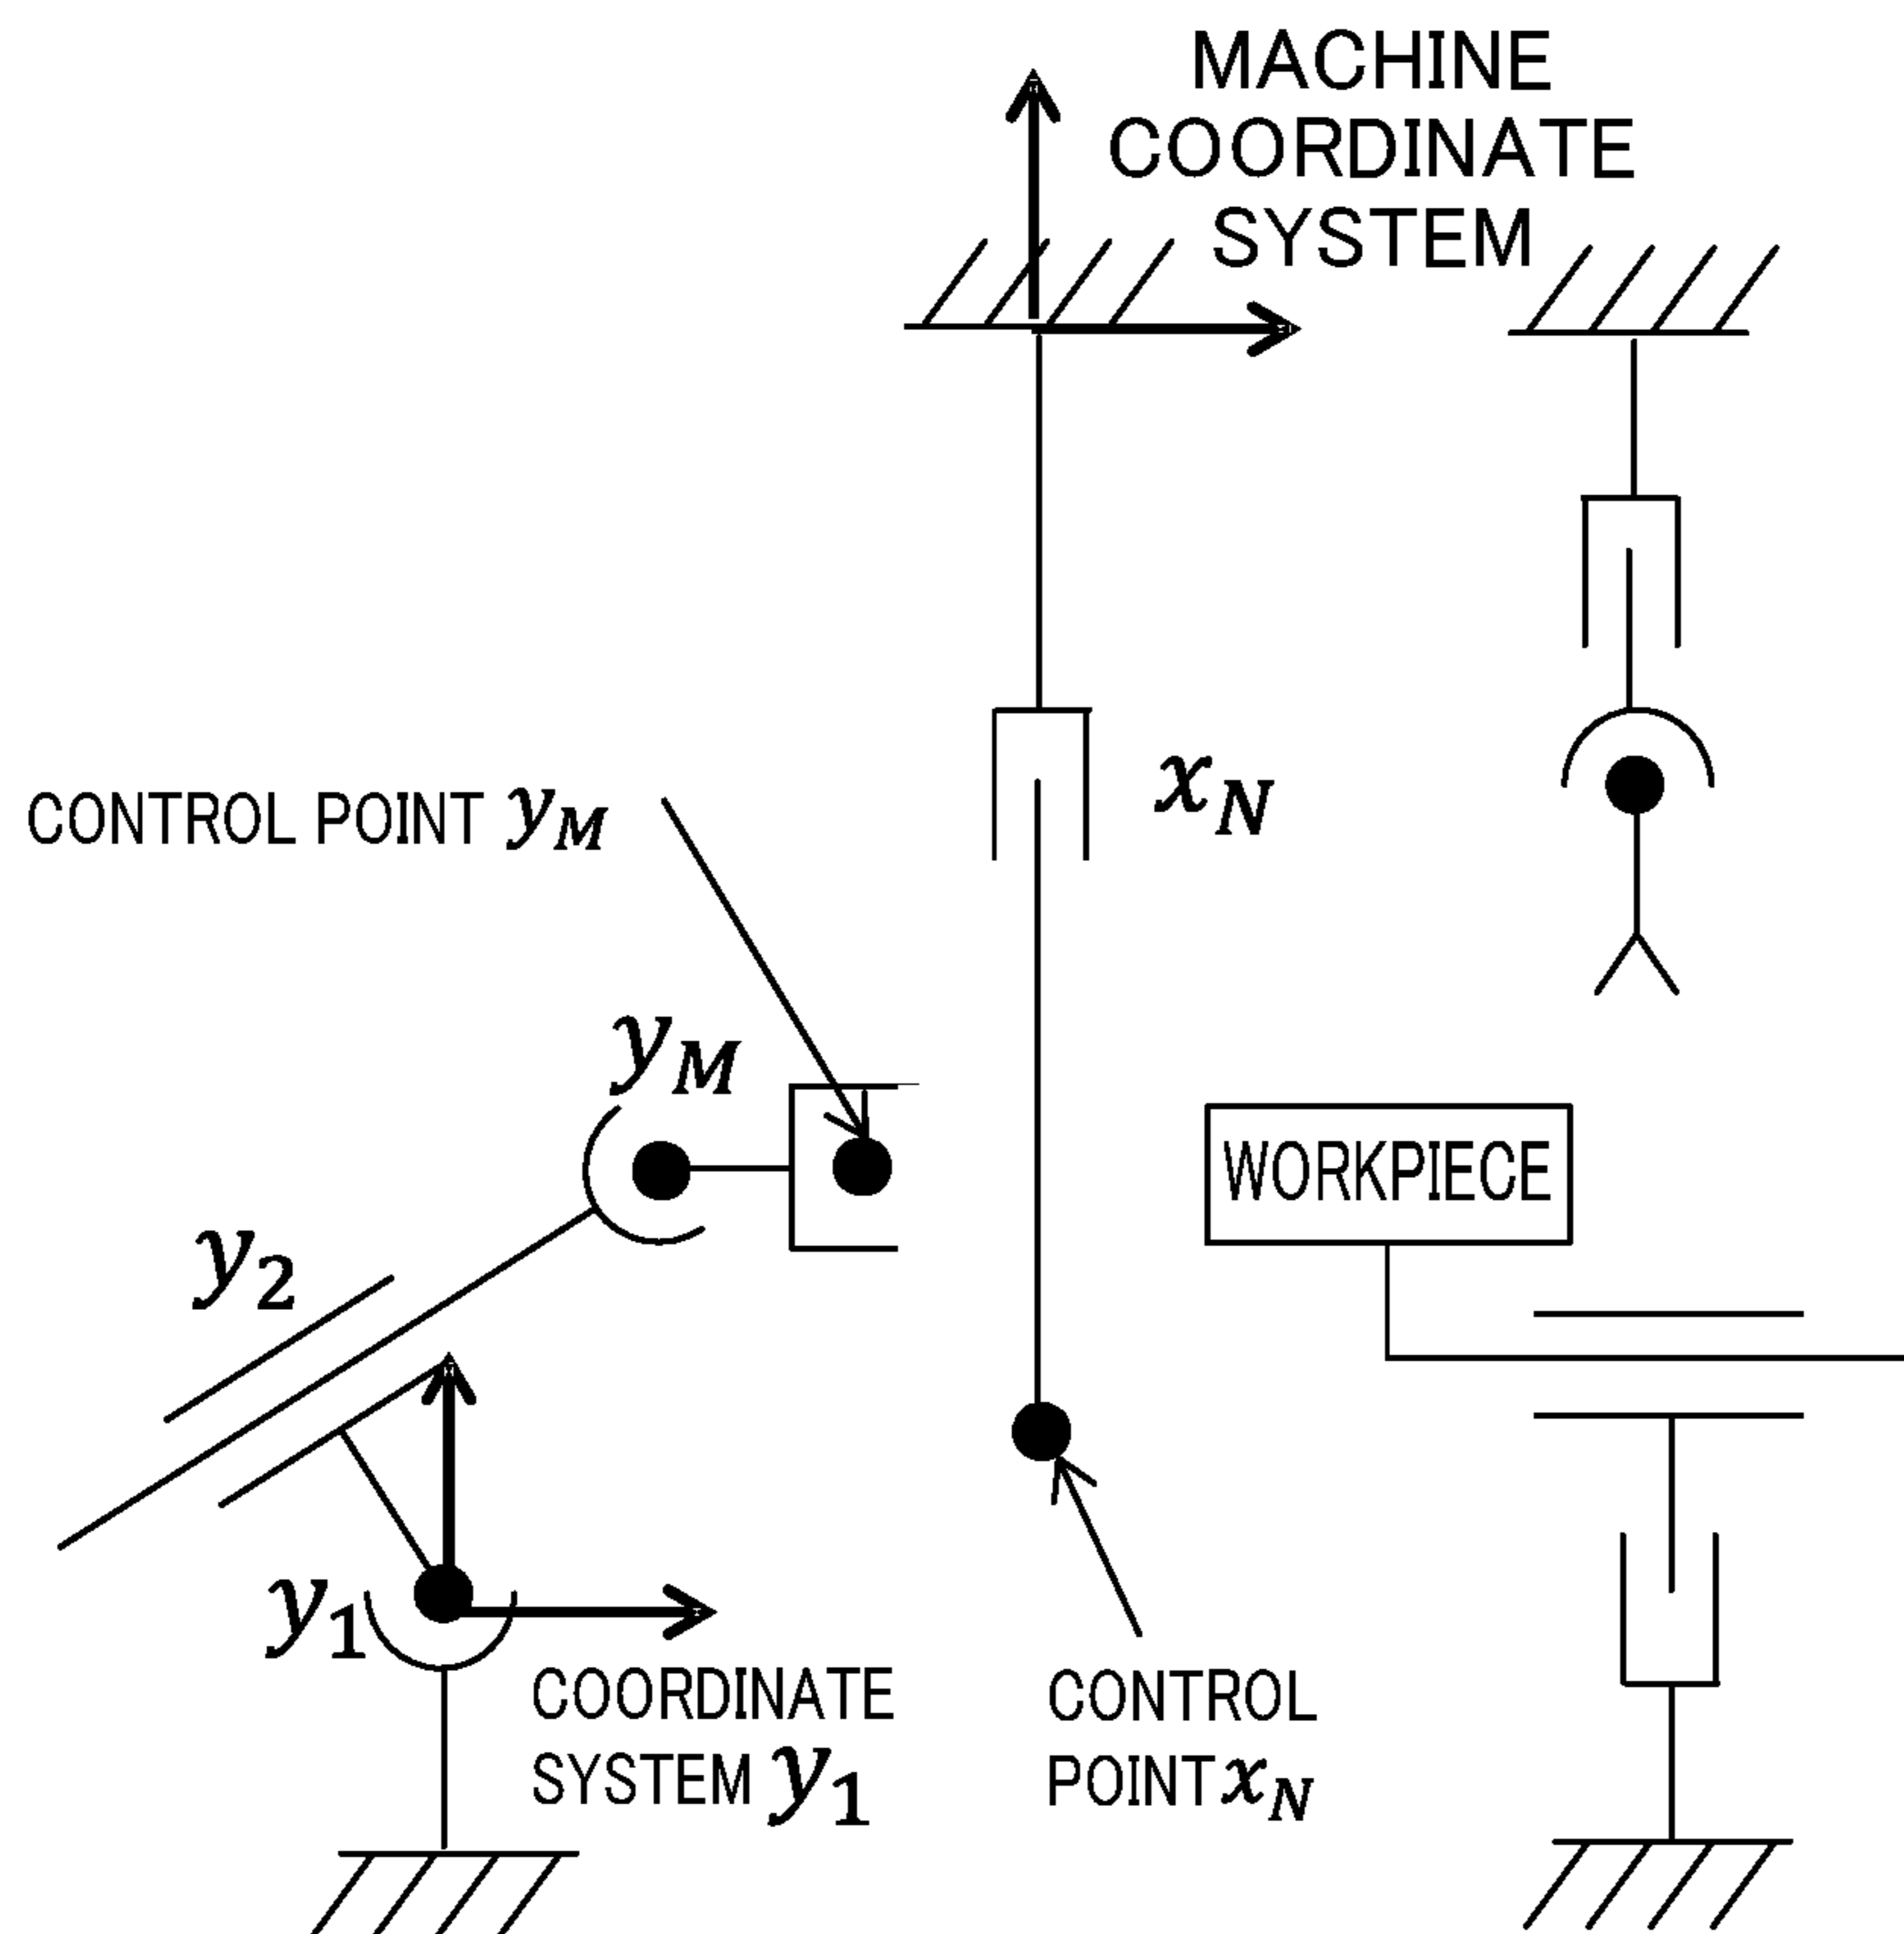 MACHINE
COORDINATE
SYSTEM
x_N
CONTROL POINT y_M
y_M
WORKPIECE
y_2
y_1
COORDINATE
SYSTEM y_1
CONTROL
POINT x_N